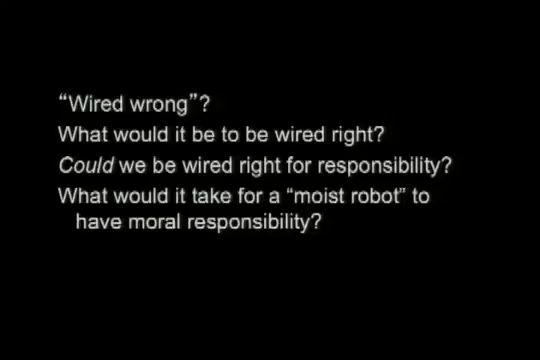 “Wired wrong”?
What would it be to be wired right?
Could we be wired right for responsibility?
What would it take for a “moist robot” to
have moral responsibility?